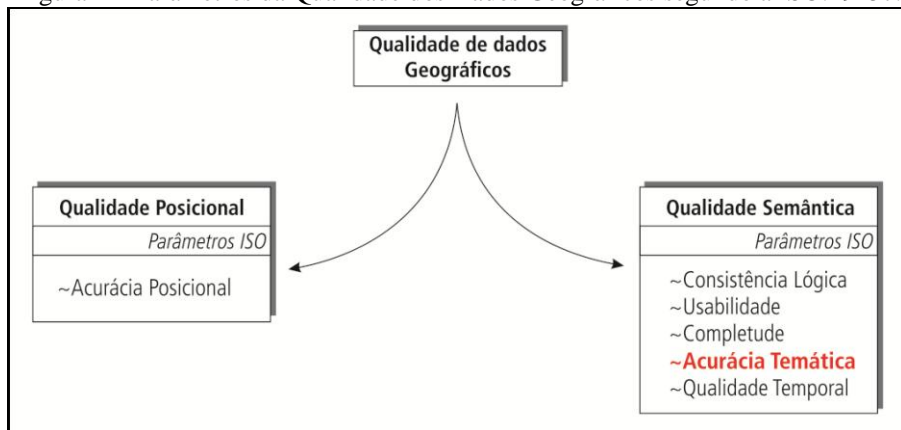 Qualidade de dados
Geográficos
Qualidade Posicional
Parâmetros ISO
~Acurácia Posicional
Qualidade Semântica
Parâmetros ISO
~Consistência Lógica
~Usabilidade
~Completude
~Acurácia Temática
~Qualidade Temporal